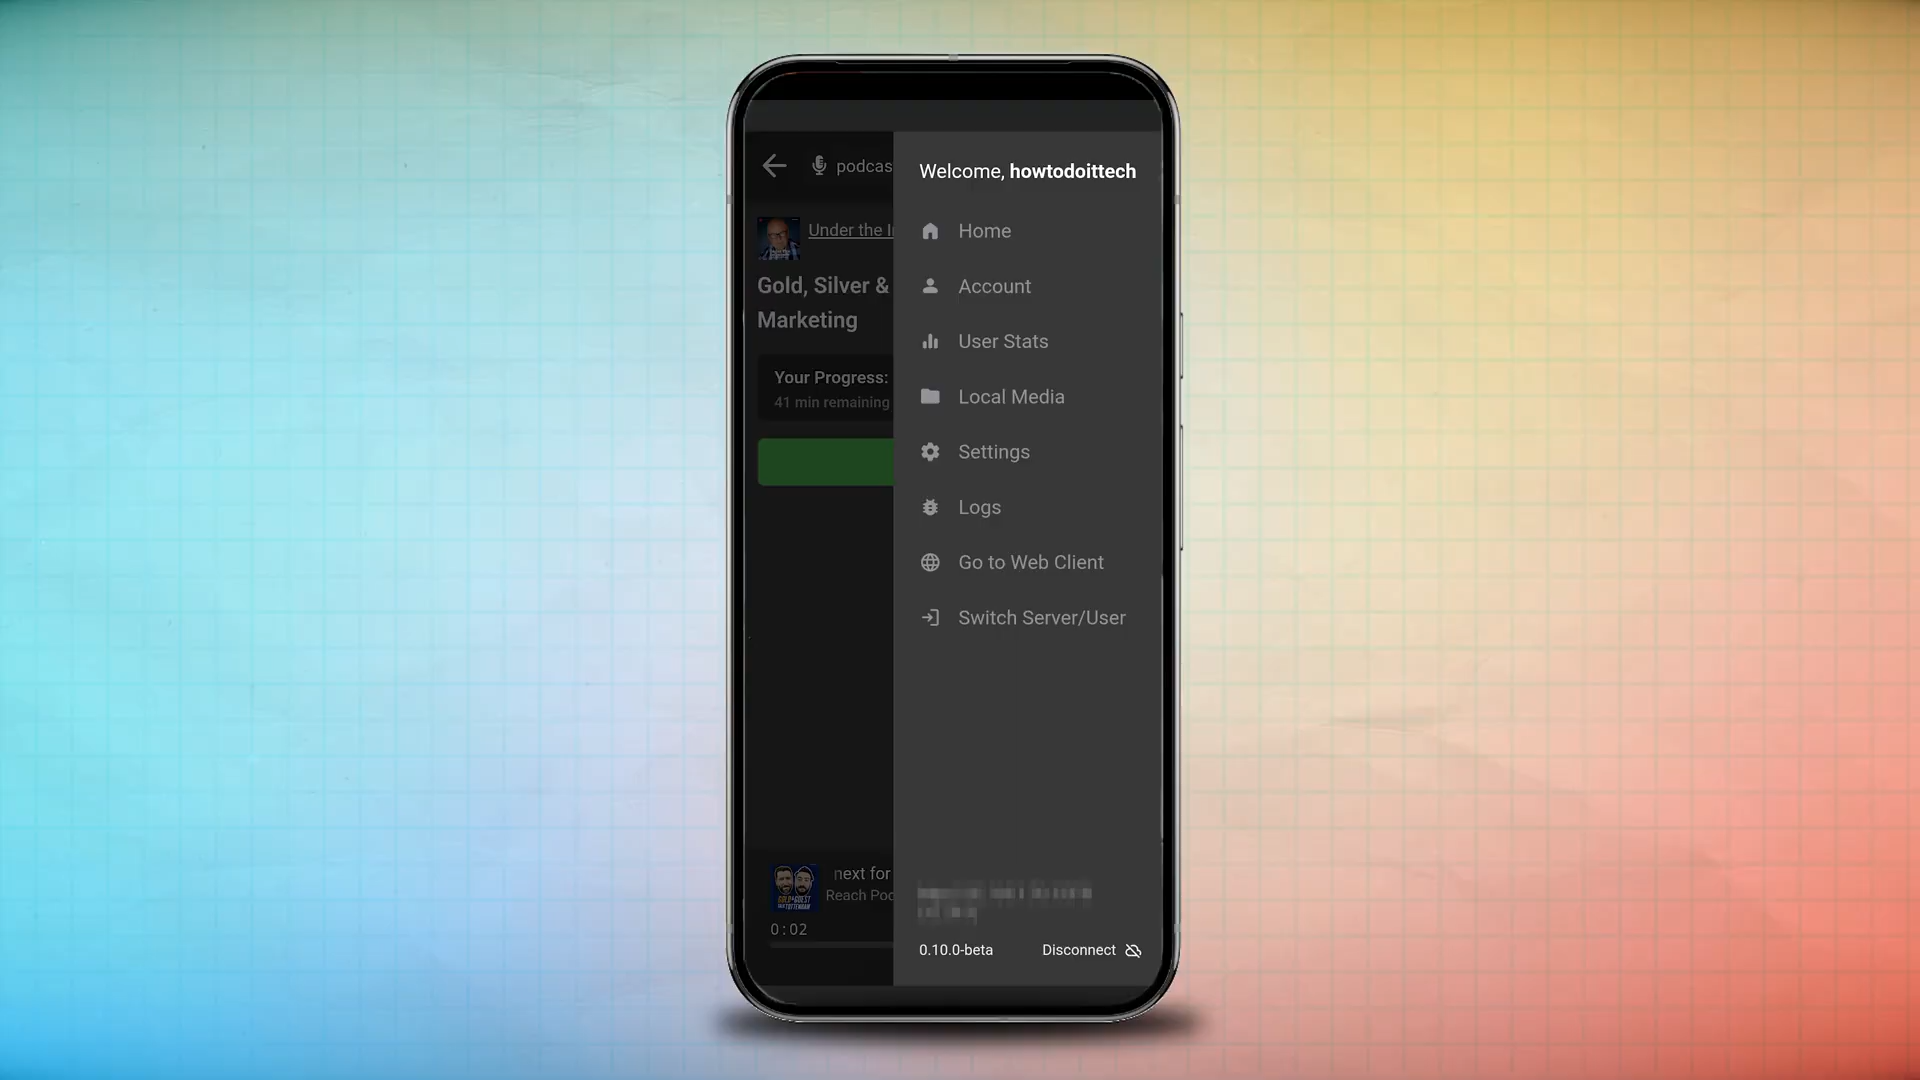 podcas
Under the I
Gold, Silver &
Marketing
Your Progress:
41 min remaining
next for
Reach Poc
0:02
Welcome, howtodoittech
Home
Account
User Stats
Local Media
Settings
Logs
Go to Web Client
Switch Server/User
0.10.0-beta
Disconnect